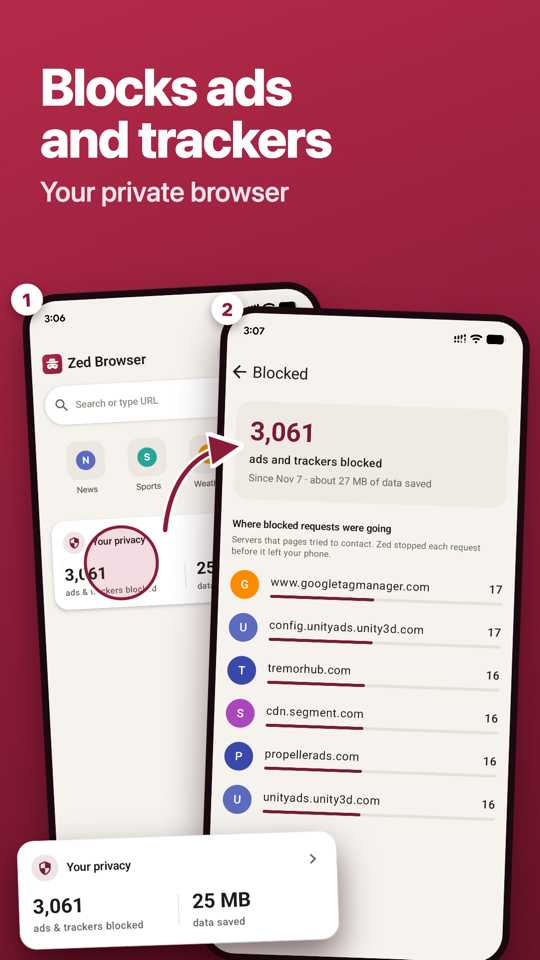 Blocks ads
and trackers
Your private browser
1
3:06
Zed Browser
Search or type URL
N
S
News
Sports
Your privacy
3,061
25
ads & trackers blocked
2
3:07
Blocked
3,061
ads and trackers blocked
Since Nov 7 · about 27 MB of data saved
Where blocked requests were going
Servers that pages tried to contact. Zed stopped each request
before it left your phone.
G www.googletagmanager.com 17
U config.unityads.unity3d.com 17
T tremorhub.com 16
S cdn.segment.com 16
P propellerads.com 16
U unityads.unity3d.com 16
Your privacy
3,061 25 MB
ads & trackers blocked data saved